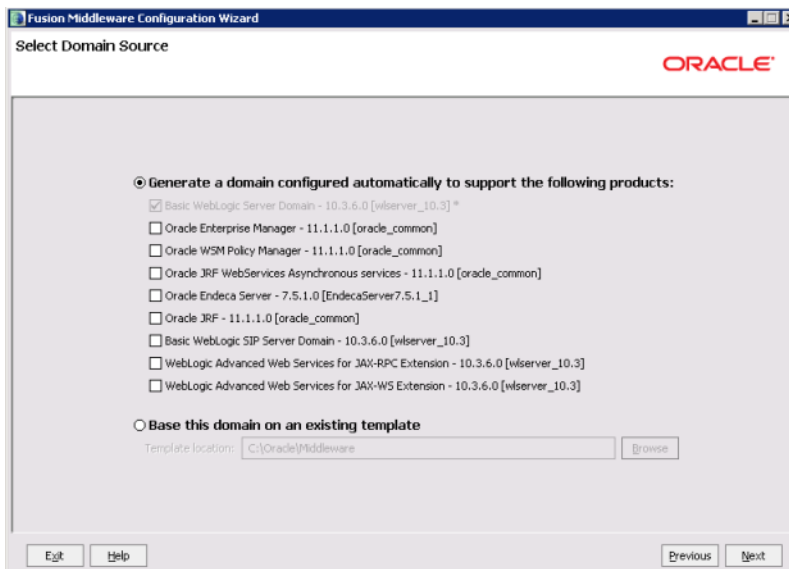 Fusion Middleware Configuration Wizard
Select Domain Source
ORACLE
Generate a domain configured automatically to support the following products:
Basic WebLogic Server Domain - 10.3.6.0 [wlserver_10.3] *
Oracle Enterprise Manager - 11.1.1.0 [oracle_common]
Oracle WSM Policy Manager - 11.1.1.0 [oracle_common]
Oracle JRF WebServices Asynchronous services - 11.1.1.0 [oracle_common]
Oracle Endeca Server - 7.5.1.0 [EndecaServer7.5.1_1]
Oracle JRF - 11.1.1.0 [oracle_common]
Basic WebLogic SIP Server Domain - 10.3.6.0 [wlserver_10.3]
WebLogic Advanced Web Services for JAX-RPC Extension - 10.3.6.0 [wlserver_10.3]
WebLogic Advanced Web Services for JAX-WS Extension - 10.3.6.0 [wlserver_10.3]
Base this domain on an existing template
Template location: C:\Oracle\Middleware Browse
Exit Help Previous Next